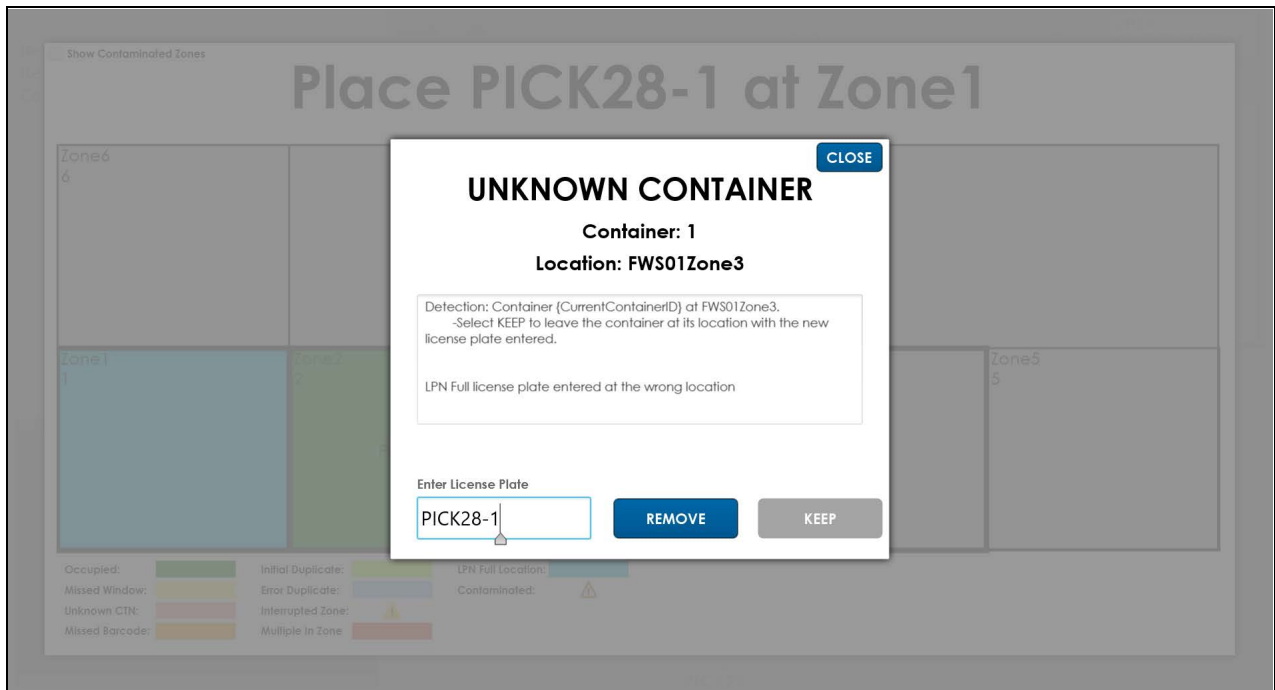 Show Contaminated Zones
Place PICK28-1 at Zone1
Zone6
6
CLOSE
UNKNOWN CONTAINER
Container: 1
Location: FWS01Zone3
Detection: Container {CurrentContainerID} at FWS01Zone3.
-Select KEEP to leave the container at its location with the new
license plate entered.
LPN Full license plate entered at the wrong location
Zone1
1
Zone2
2
Zone5
5
Enter License Plate
PICK28-1
REMOVE
KEEP
Occupied:
Initial Duplicate:
LPN Full Location:
Missed Window:
Error Duplicate:
Contaminated:
Unknown CTN:
Interrupted Zone:
Missed Barcode:
Multiple In Zone